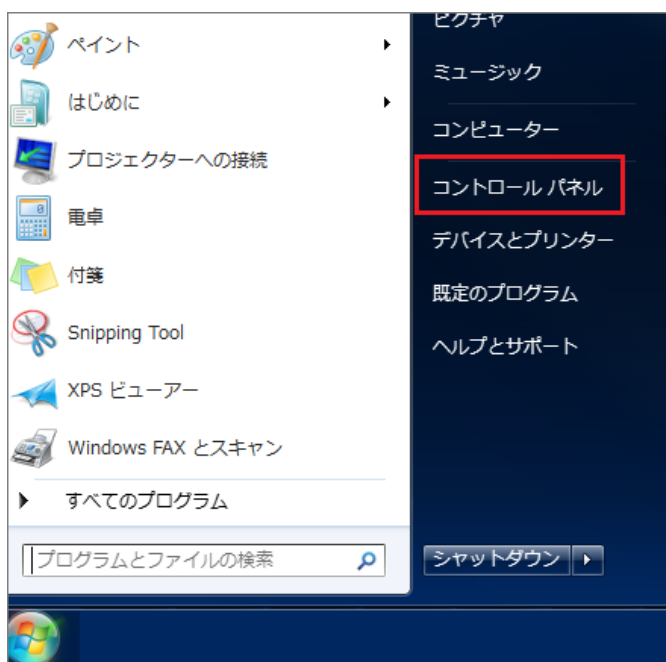 ペイント
はじめに
プロジェクターへの接続
電卓
付箋
Snipping Tool
XPS ビューアー
Windows FAX とスキャン
すべてのプログラム
プログラムとファイルの検索
ピクチャ
ミュージック
コンピューター
コントロール パネル
デバイスとプリンター
既定のプログラム
ヘルプとサポート
シャットダウン